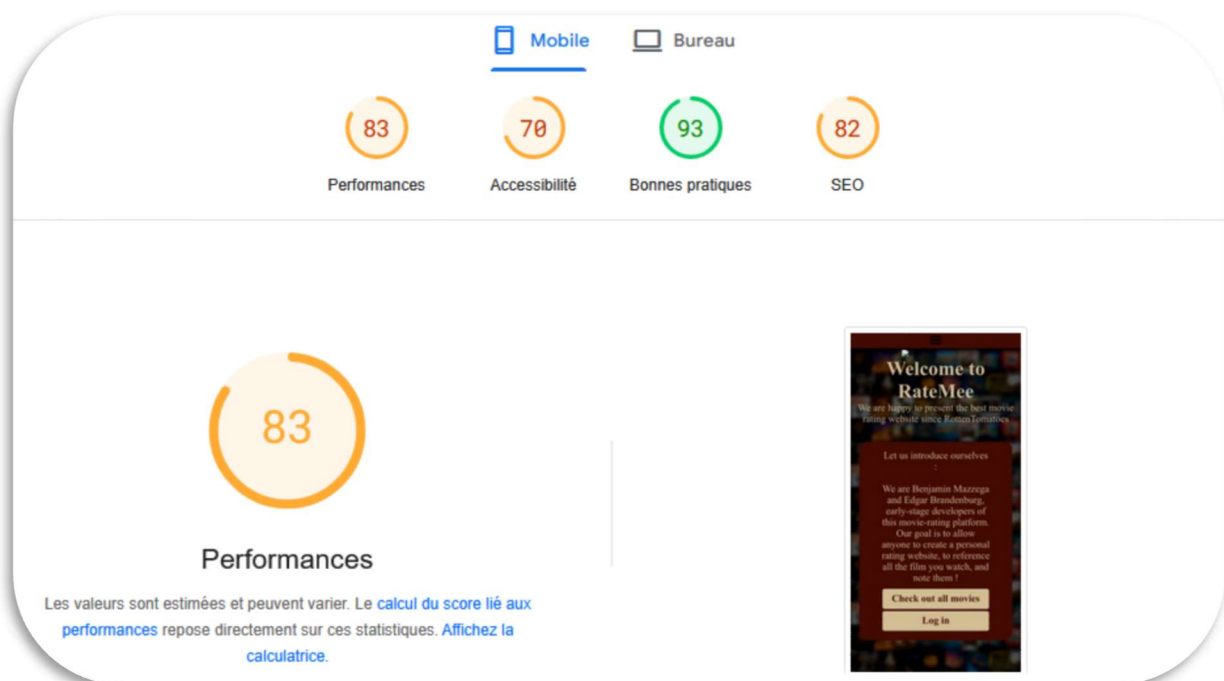 Mobile
Bureau
83
70
93
82
Performances
Accessibilité
Bonnes pratiques
SEO
83
Performances
Les valeurs sont estimées et peuvent varier. Le calcul du score lié aux
performances repose directement sur ces statistiques. Affichez la
calculatrice.
Welcome to
RateMee
We are happy to present the best movie
rating website since RottenTomatoes
Let us introduce ourselves
:
We are Benjamin Mazzega
and Edgar Brandenburg,
early-stage developers of
this movie-rating platform.
Our goal is to allow
anyone to create a personal
rating website, to reference
all the film you watch, and
note them !
Check out all movies
Log in